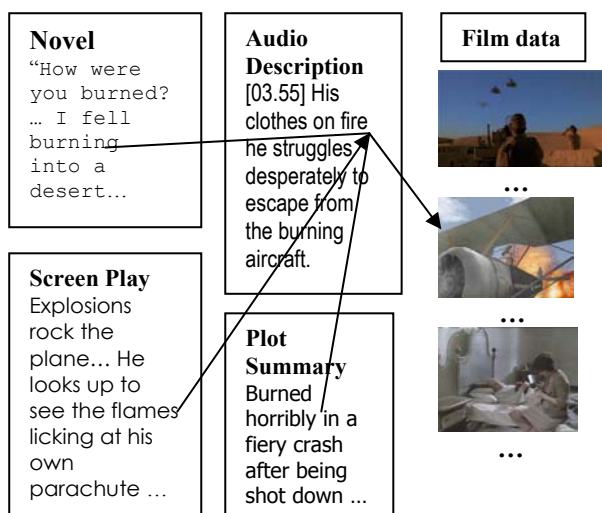 Novel
“How were
you burned?
… I fell
burning
into a
desert…
Audio
Description
[03.55] His
clothes on fire
he struggles
desperately to
escape from
the burning
aircraft.
Film data
…
…
…
Screen Play
Explosions
rock the
plane… He
looks up to
see the flames
licking at his
own
parachute …
Plot
Summary
Burned
horribly in a
fiery crash
after being
shot down …